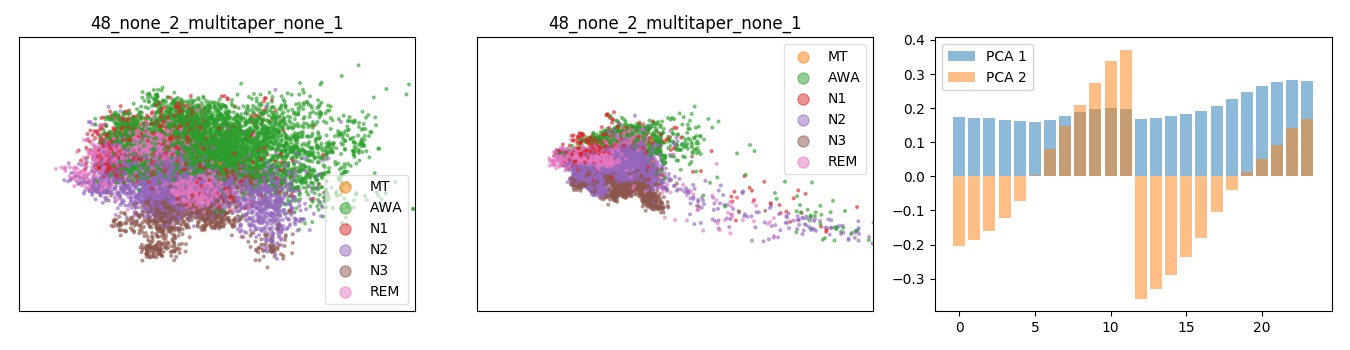 48_none_2_multitaper_none_1
MT
AWA
N1
N2
N3
REM
48_none_2_multitaper_none_1
MT
AWA
N1
N2
N3
REM
PCA 1
PCA 2
0.4
0.3
0.2
0.1
0.0
−0.1
−0.2
−0.3
0 5 10 15 20